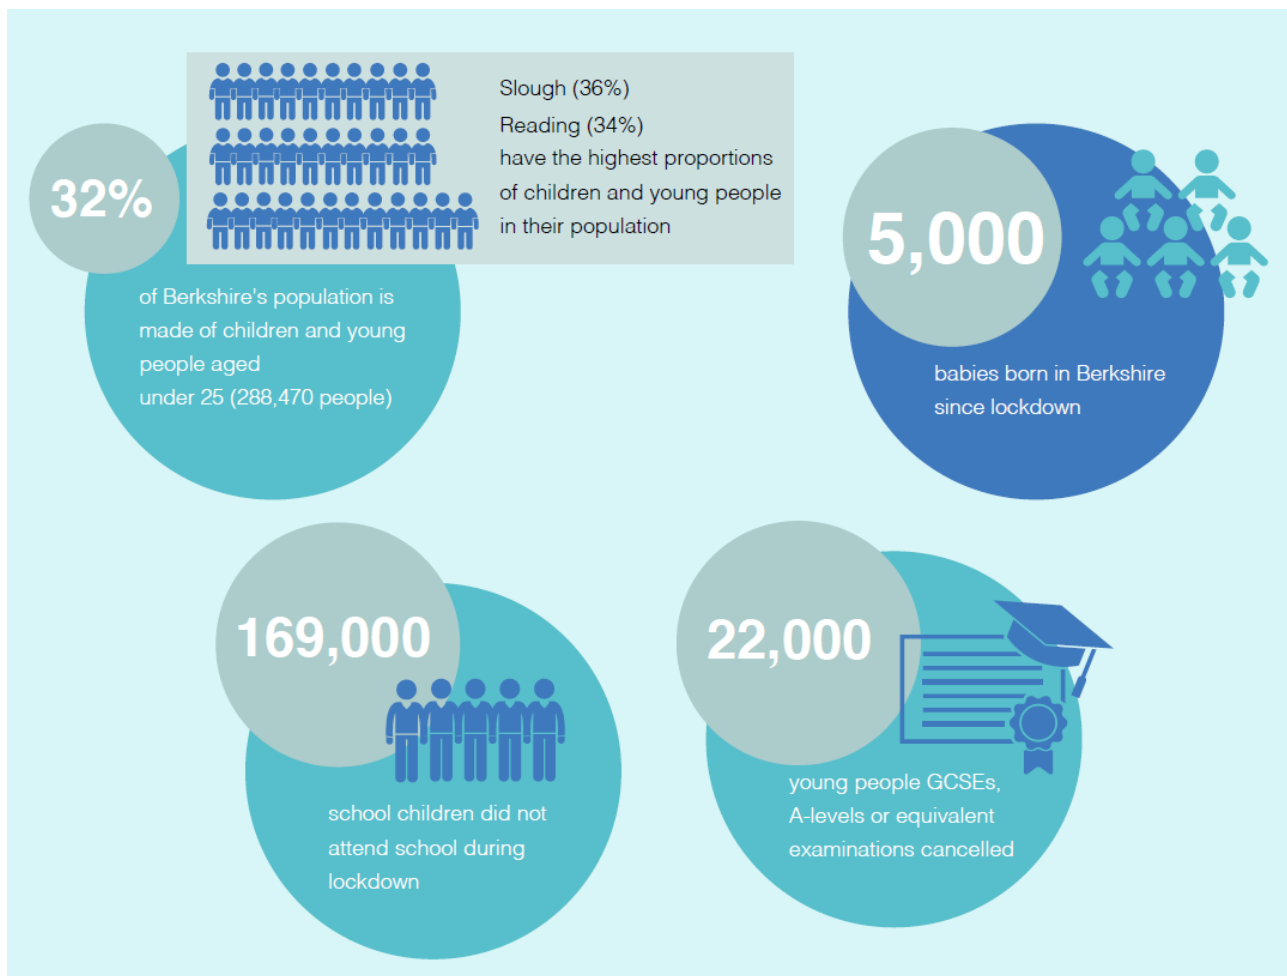 32%
of Berkshire's population is
made of children and young
people aged
under 25 (288,470 people)
Slough (36%)
Reading (34%)
have the highest proportions
of children and young people
in their population
5,000
babies born in Berkshire
since lockdown
169,000
school children did not
attend school during
lockdown
22,000
young people GCSEs,
A-levels or equivalent
examinations cancelled